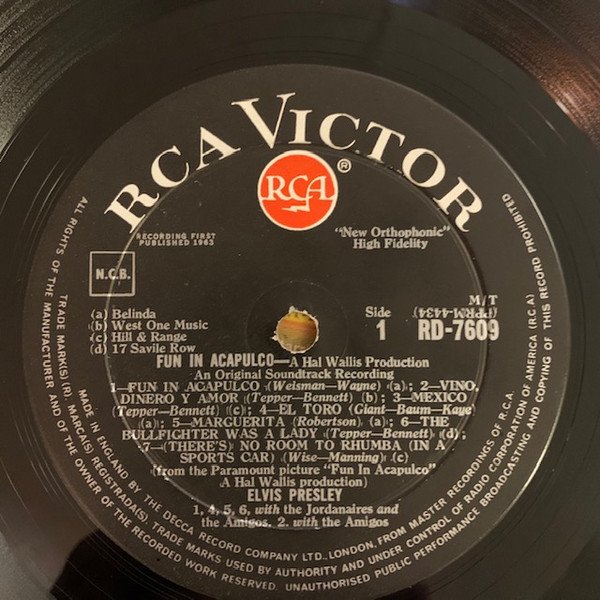 RCA VICTOR
RCA
®
RECORDING FIRST
PUBLISHED 1963
"New Orthophonic"
High Fidelity
N.C.B.
(a) Belinda
(b) West One Music
(c) Hill & Range
(d) 17 Savile Row
M/T
(PPRM-4434)
Side
1
RD-7609
FUN IN ACAPULCO—A Hal Wallis Production
An Original Soundtrack Recording
1—FUN IN ACAPULCO (Weisman-Wayne) (a); 2—VINO,
DINERO Y AMOR (Tepper-Bennett) (b); 3—MEXICO
(Tepper-Bennett) (c); 4—EL TORO (Giant-Baum-Kaye)
(a); 5—MARGUERITA (Robertson) (a); 6—THE
BULLFIGHTER WAS A LADY (Tepper-Bennett) (d);
7—(THERE'S) NO ROOM TO RHUMBA (IN A
SPORTS CAR) (Wise-Manning) (c)
(from the Paramount picture "Fun In Acapulco"
A Hal Wallis production)
ELVIS PRESLEY
1, 4, 5, 6, with the Jordanaires and
the Amigos. 2. with the Amigos
ALL RIGHTS OF THE MANUFACTURER AND OF THE OWNER OF THE RECORDED WORK RESERVED. UNAUTHORISED PUBLIC PERFORMANCE BROADCASTING AND COPYING OF THIS RECORD PROHIBITED
TRADE MARK(S) (R). MARCA(S) REGISTRADA(S). TRADE MARKS USED BY AUTHORITY AND UNDER CONTROL OF RADIO CORPORATION OF AMERICA (R.C.A.)
MADE IN ENGLAND BY THE DECCA RECORD COMPANY LTD., LONDON, FROM MASTER RECORDINGS OF R.C.A.